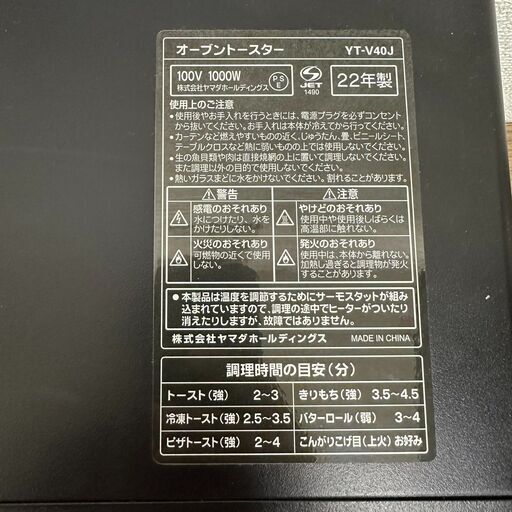 オーブントースター YT-V40J
100V 1000W
株式会社ヤマダホールディングス
PS
E
JET
1490
22年製
使用上のご注意
●使用後やお手入れを行うときには、電源プラグを必ずコンセント
から抜いてください。お手入れは本体が冷えてから行ってください。
●カーテンなど燃えやすいものの近く、じゅうたん、畳、ビニールシート、
テーブルクロスなど熱に弱いものの上では使用しないでください。
●生の魚貝類や肉は直接焼網の上に置いて調理しないでください。
また調理以外の目的で使用しないでください。
●熱いガラスまどに水をかけないでください。割れることがあります。
警告
感電のおそれあり
水につけたり、水を
かけたりしない。
火災のおそれあり
可燃物の近くで使用
しない。
注意
やけどのおそれあり
使用中や使用後しばらくは
高温部に触れない。
発火のおそれあり
使用中は、本体から離れない。
加熱し過ぎると調理物が発火
することがあります。
●本製品は温度を調節するためにサーモスタットが組み
込まれていますので、調理の途中でヒーターがついたり
消えたりしますが、故障ではありません。
株式会社ヤマダホールディングス MADE IN CHINA
調理時間の目安(分)
トースト(強) 2~3 きりもち(強) 3.5~4.5
冷凍トースト(強) 2.5~3.5 バターロール(弱) 3~4
ピザトースト(強) 2~4 こんがりこげ目(上火) お好み